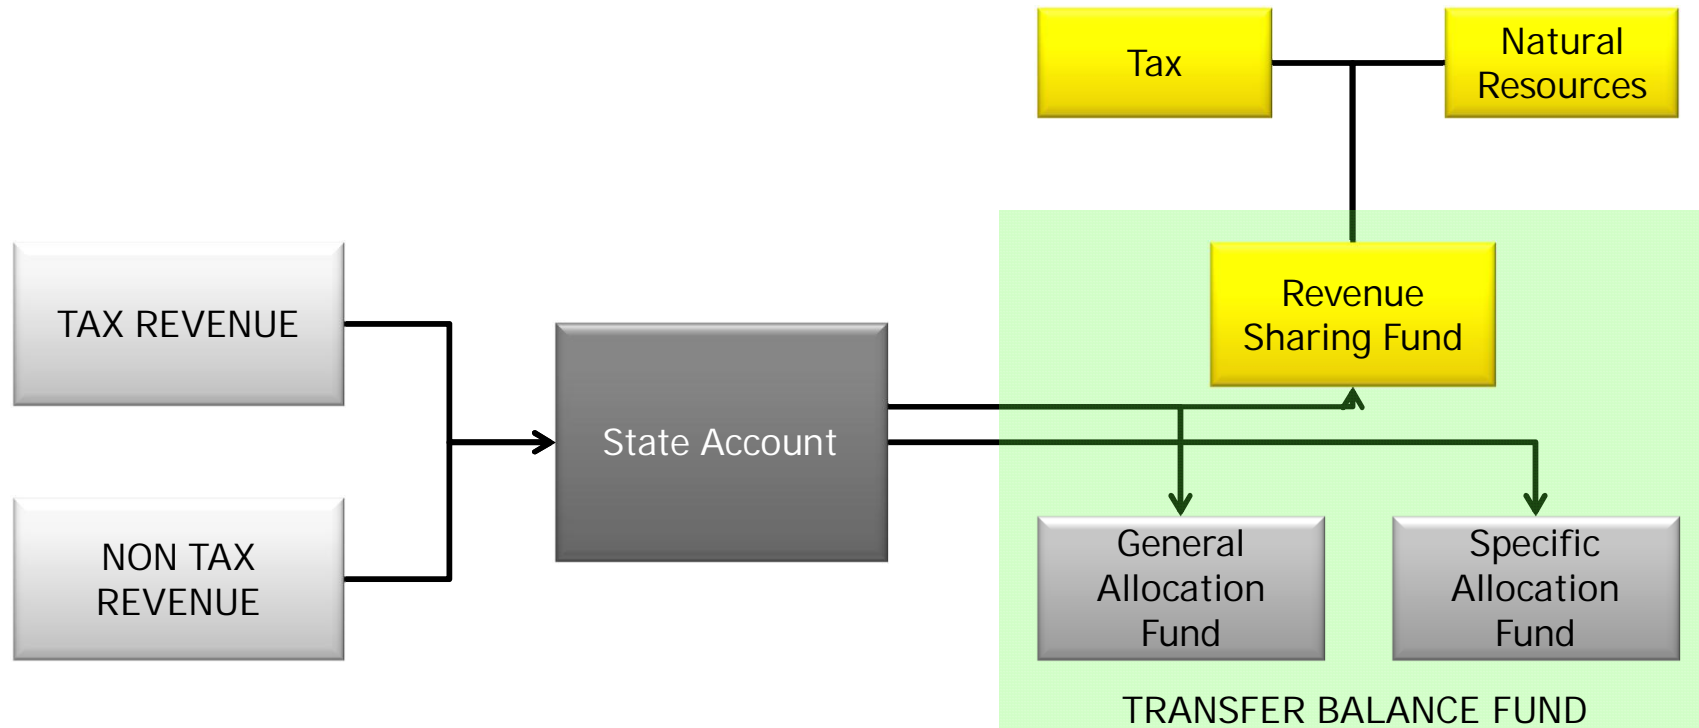 Tax
Natural
Resources
TAX REVENUE
Revenue
Sharing Fund
State Account
NON TAX
REVENUE
General
Allocation
Fund
Specific
Allocation
Fund
TRANSFER BALANCE FUND